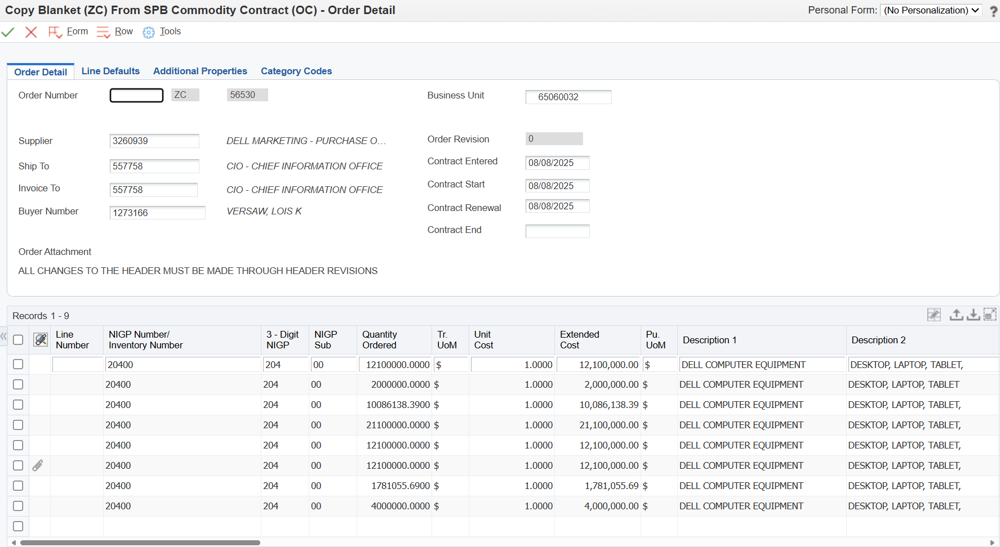 Copy Blanket (ZC) From SPB Commodity Contract (OC) - Order Detail
Personal Form: (No Personalization) ?
Form Row Tools
Order Detail Line Defaults Additional Properties Category Codes
Order Number ZC 56530 Business Unit 65060032
Supplier 3260939 DELL MARKETING - PURCHASE O... Order Revision 0
Ship To 557758 CIO - CHIEF INFORMATION OFFICE Contract Entered 08/08/2025
Invoice To 557758 CIO - CHIEF INFORMATION OFFICE Contract Start 08/08/2025
Buyer Number 1273166 VERSAW, LOIS K Contract Renewal 08/08/2025
Contract End
Order Attachment
ALL CHANGES TO THE HEADER MUST BE MADE THROUGH HEADER REVISIONS
Records 1 - 9
Line Number NIGP Number/ Inventory Number 3 - Digit NIGP NIGP Sub Quantity Ordered Tr. UoM Unit Cost Extended Cost Pu. UoM Description 1 Description 2
20400 204 00 12100000.0000 $ 1.0000 12,100,000.00 $ DELL COMPUTER EQUIPMENT DESKTOP, LAPTOP, TABLET,
20400 204 00 2000000.0000 $ 1.0000 2,000,000.00 $ DELL COMPUTER EQUIPMENT DESKTOP, LAPTOP, TABLET
20400 204 00 10086138.3900 $ 1.0000 10,086,138.39 $ DELL COMPUTER EQUIPMENT DESKTOP, LAPTOP, TABLET,
20400 204 00 21100000.0000 $ 1.0000 21,100,000.00 $ DELL COMPUTER EQUIPMENT DESKTOP, LAPTOP, TABLET,
20400 204 00 12100000.0000 $ 1.0000 12,100,000.00 $ DELL COMPUTER EQUIPMENT DESKTOP, LAPTOP, TABLET,
20400 204 00 12100000.0000 $ 1.0000 12,100,000.00 $ DELL COMPUTER EQUIPMENT DESKTOP, LAPTOP, TABLET,
20400 204 00 1781055.6900 $ 1.0000 1,781,055.69 $ DELL COMPUTER EQUIPMENT DESKTOP, LAPTOP, TABLET,
20400 204 00 4000000.0000 $ 1.0000 4,000,000.00 $ DELL COMPUTER EQUIPMENT DESKTOP, LAPTOP, TABLET,